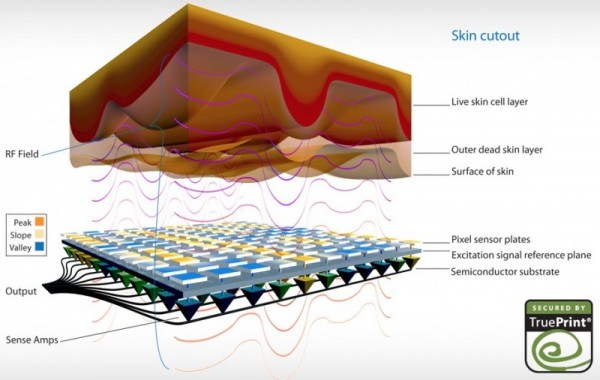 Skin cutout
Live skin cell layer
RF Field
Outer dead skin layer
Surface of skin
Peak
Slope
Valley
Pixel sensor plates
Excitation signal reference plane
Semiconductor substrate
Output
Sense Amps
SECURED BY
TruePrint®